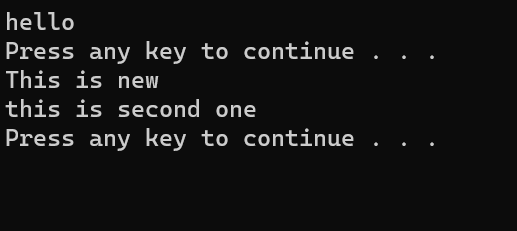 hello
Press any key to continue . . .
This is new
this is second one
Press any key to continue . . .